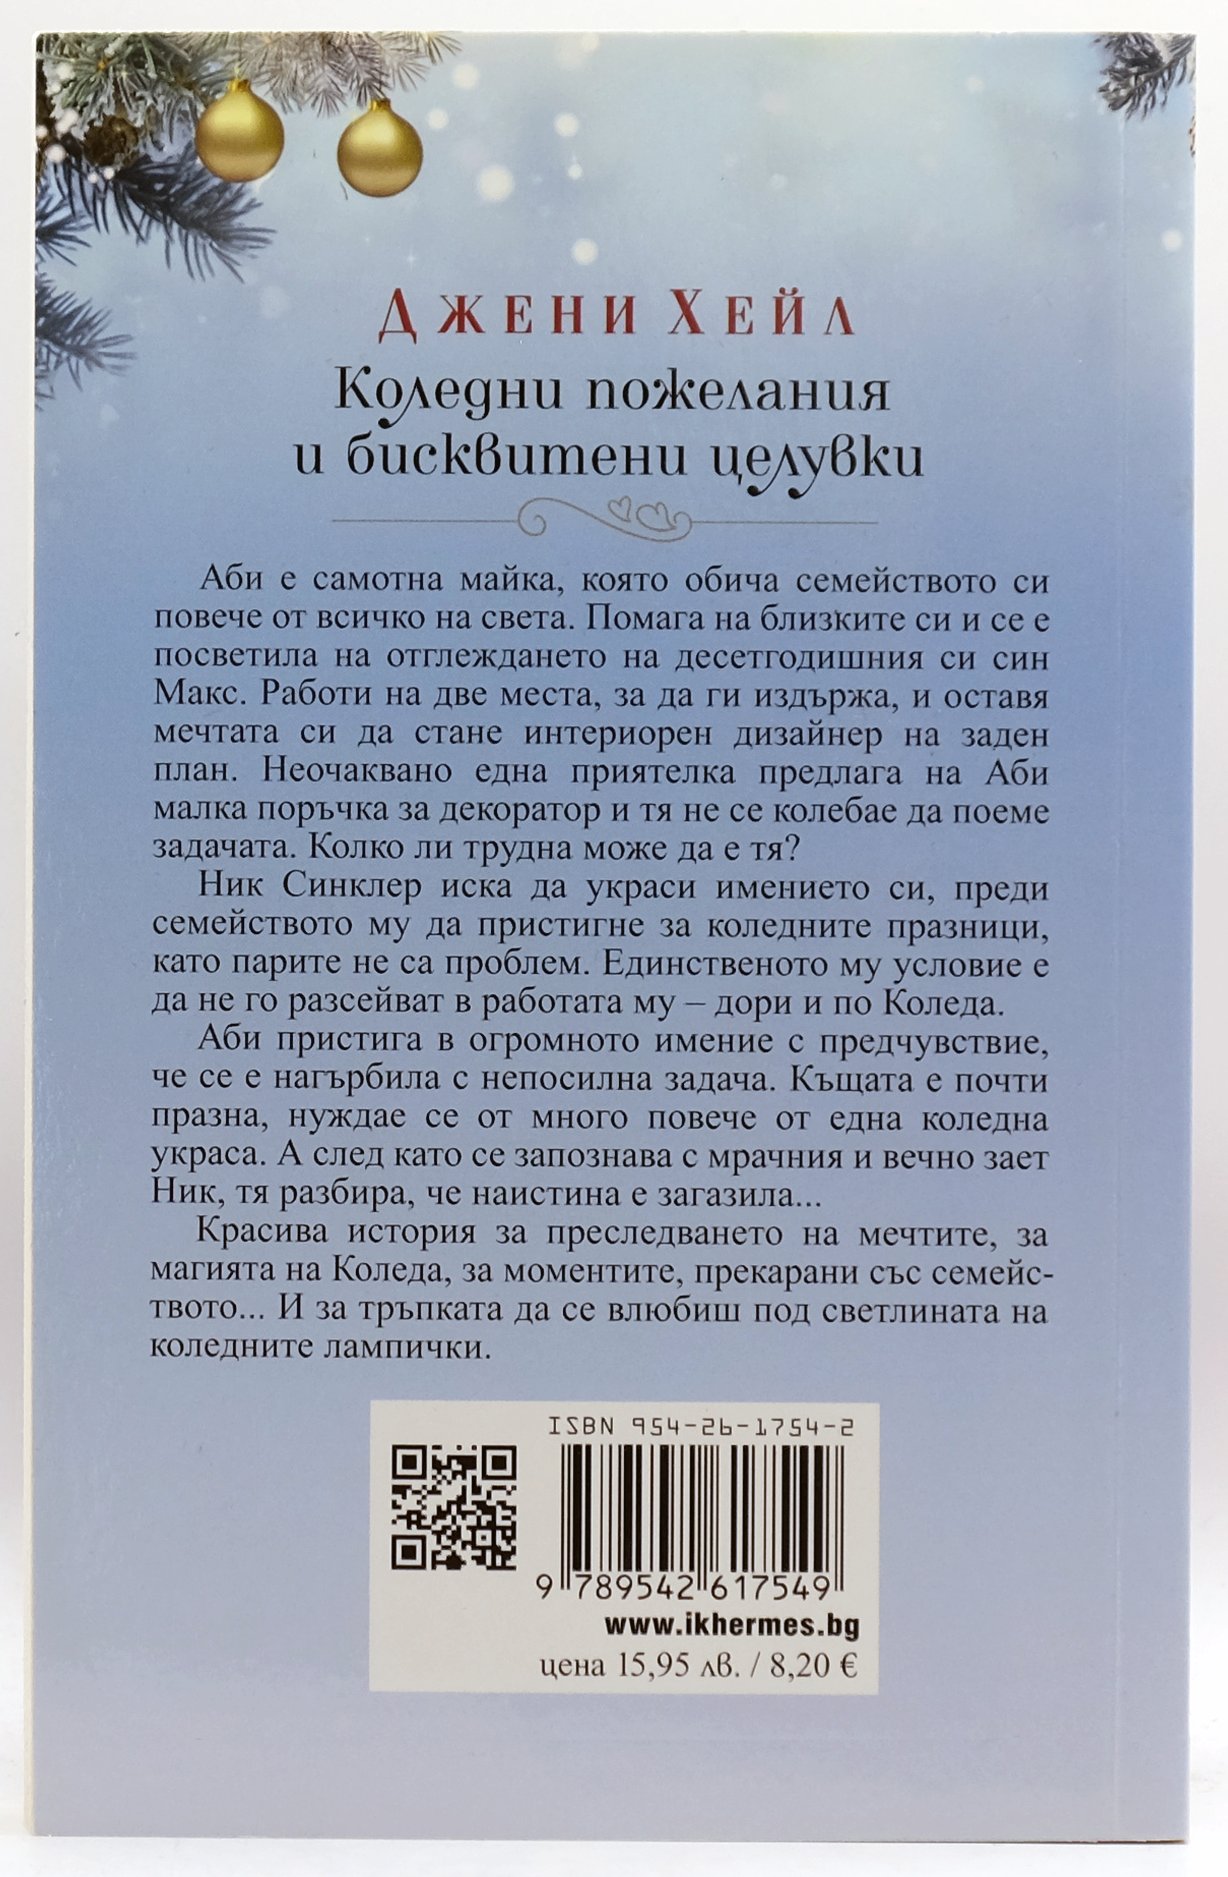 ДЖЕНИ ХЕЙЛ
Коледни пожелания
и бисквитени целувки
Аби е самотна майка, която обича семейството си
повече от всичко на света. Помага на близките си и се е
посветила на отглеждането на десетгодишния си син
Макс. Работи на две места, за да ги издържа, и оставя
мечтата си да стане интериорен дизайнер на заден
план. Неочаквано една приятелка предлага на Аби
малка поръчка за декоратор и тя не се колебае да поеме
задачата. Колко ли трудна може да е тя?
Ник Синклер иска да украси имението си, преди
семейството му да пристигне за коледните празници,
като парите не са проблем. Единственото му условие е
да не го разсейват в работата му – дори и по Коледа.
Аби пристига в огромното имение с предчувствие,
че се е нагърбила с непосилна задача. Къщата е почти
празна, нуждае се от много повече от една коледна
украса. А след като се запознава с мрачния и вечно зает
Ник, тя разбира, че наистина е загазила...
Красива история за преследването на мечтите, за
магията на Коледа, за моментите, прекарани със семейс-
твото... И за тръпката да се влюбиш под светлината на
коледните лампички.
ISBN 954-26-1754-2
9 789542 617549
www.ikhermes.bg
цена 15,95 лв. / 8,20 €